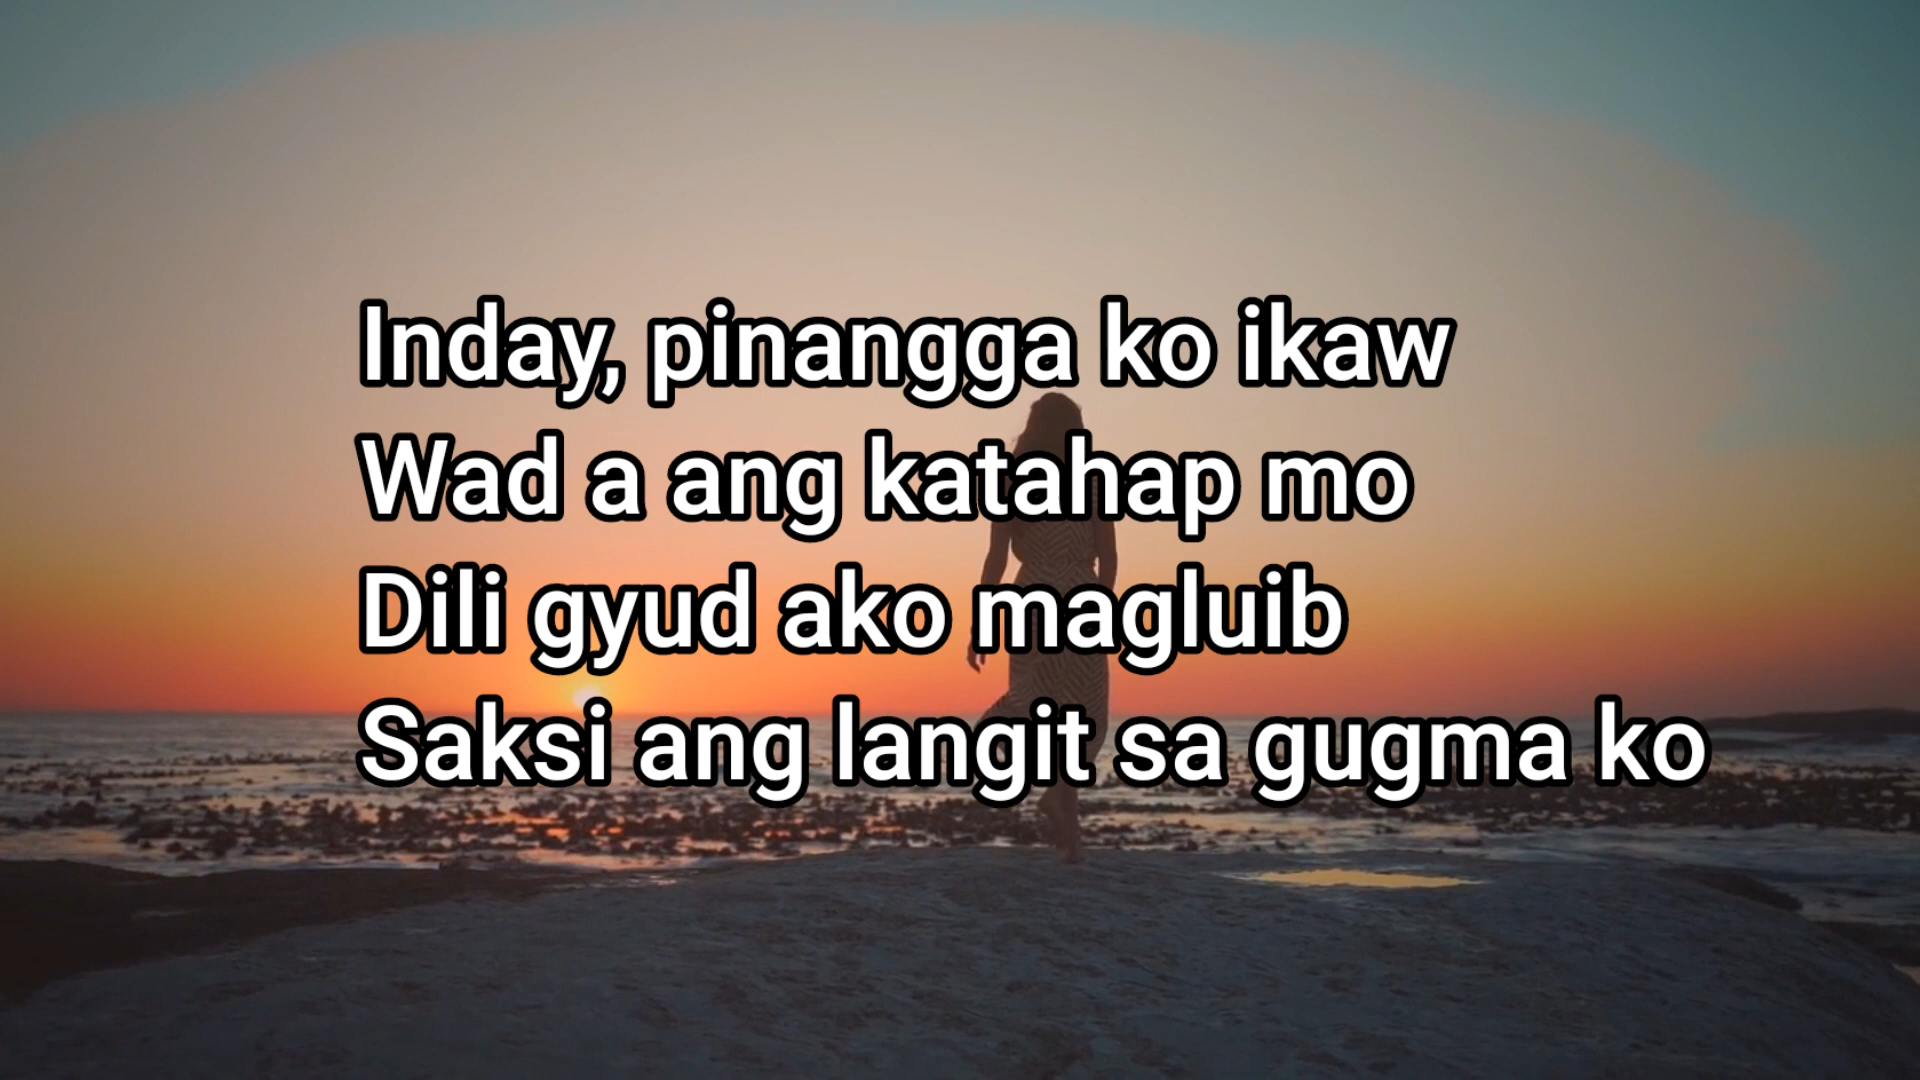 Inday, pinangga ko ikaw
Wad a ang katahap mo
Dili gyud ako magluib
Saksi ang langit sa gugma ko